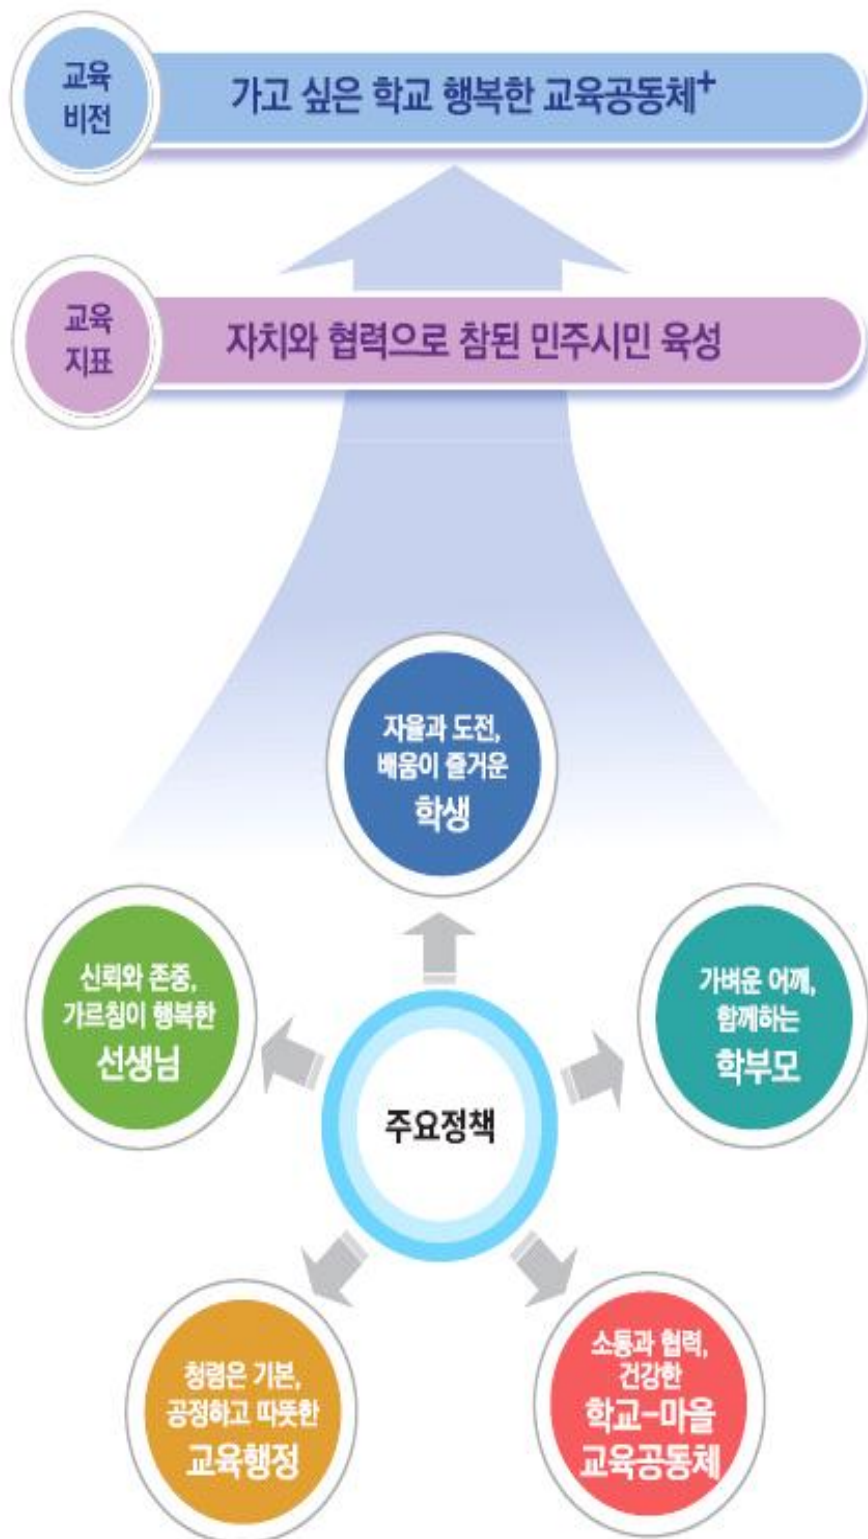 교육
비전
가고 싶은 학교 행복한 교육공동체+
교육
지표
자치와 협력으로 참된 민주시민 육성
자율과 도전,
배움이 즐거운
학생
신뢰와 존중,
가르침이 행복한
선생님
가벼운 어깨,
함께하는
학부모
주요정책
청렴은 기본,
공정하고 따뜻한
교육행정
소통과 협력,
건강한
학교-마을
교육공동체